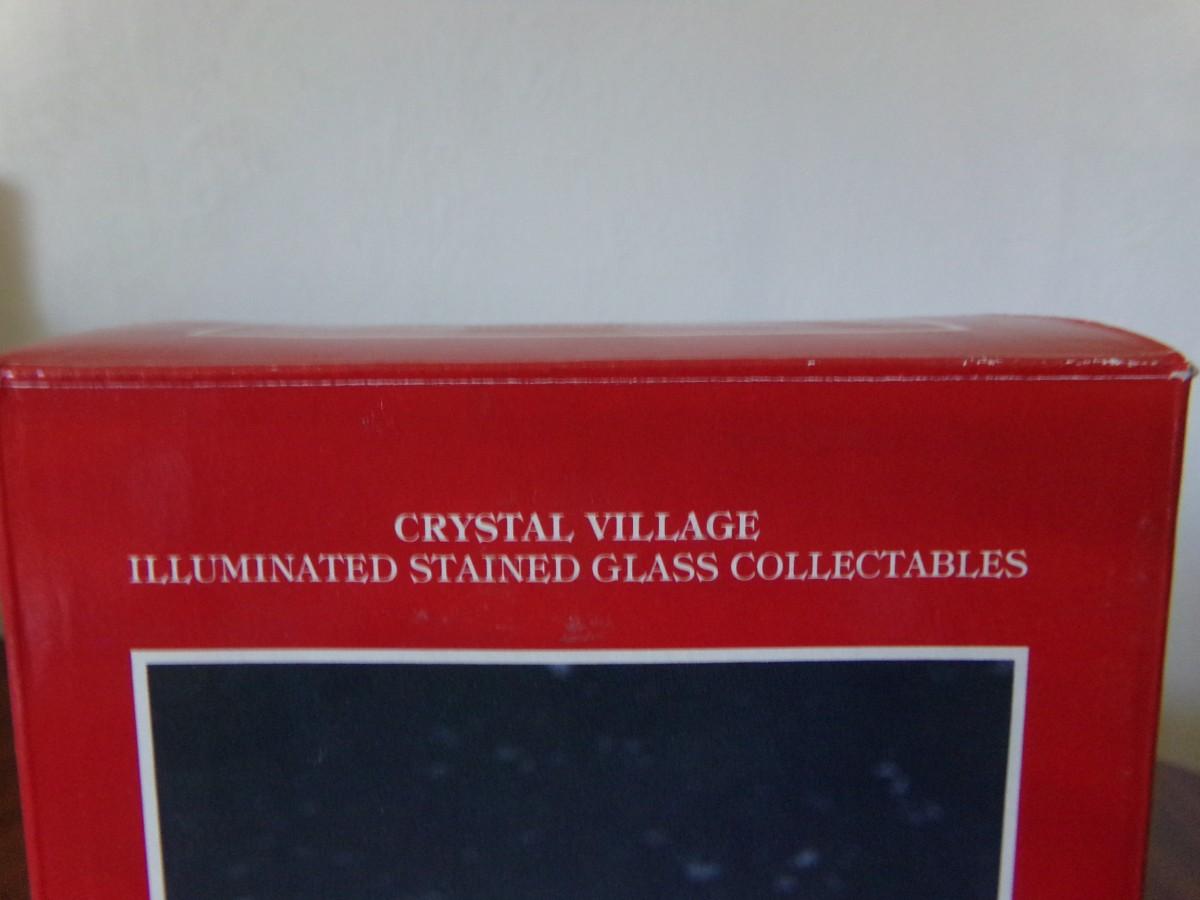 CRYSTAL VILLAGE
ILLUMINATED STAINED GLASS COLLECTABLES